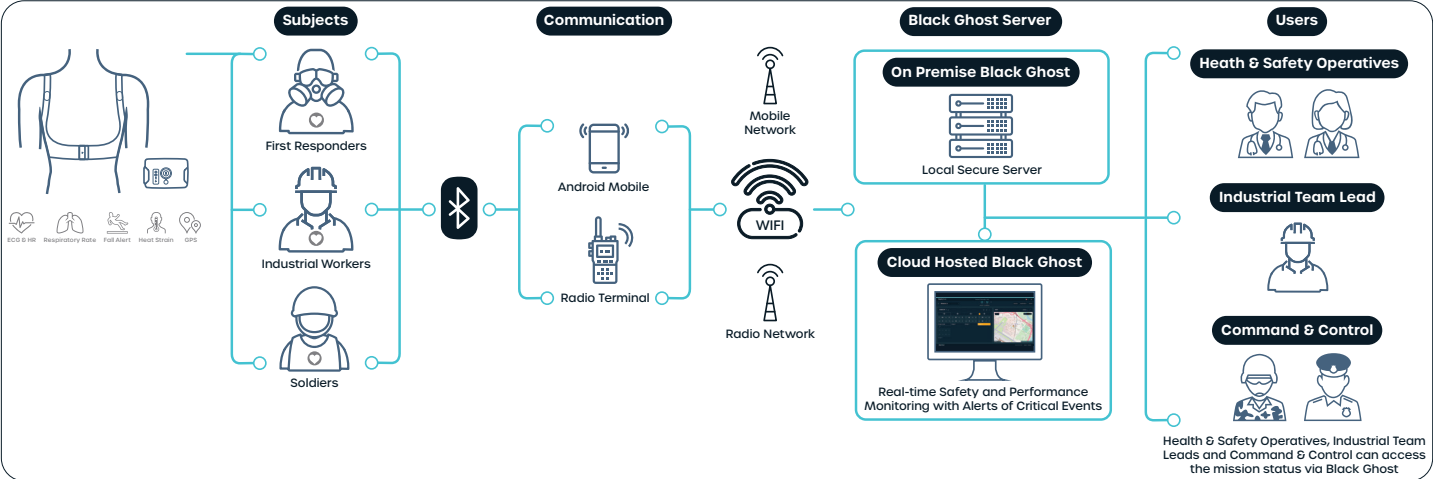 Subjects
Communication
Black Ghost Server
Users
ECG & HR
Respiratory Rate
Fall Alert
Heat Strain
GPS
First Responders
Industrial Workers
Soldiers
Android Mobile
Radio Terminal
Mobile
Network
WIFI
Radio Network
On Premise Black Ghost
Local Secure Server
Cloud Hosted Black Ghost
Real-time Safety and Performance
Monitoring with Alerts of Critical Events
Heath & Safety Operatives
Industrial Team Lead
Command & Control
Health & Safety Operatives, Industrial Team
Leads and Command & Control can access
the mission status via Black Ghost